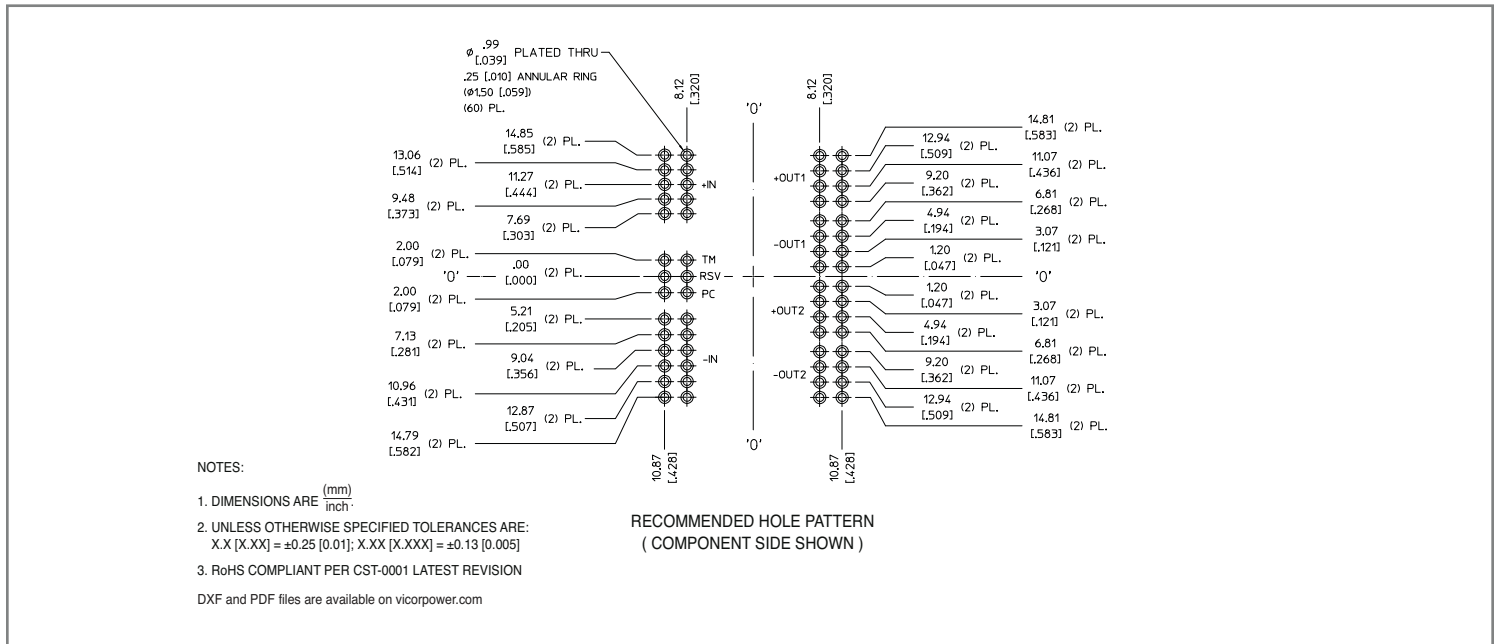 ø .99 PLATED THRU
[.039]
.25 [.010] ANNULAR RING
(ø1.50 [.059])
(60) PL.
8.12
[.320]
8.12
[.320]
'0'
14.85
[.585] (2) PL.
13.06
[.514] (2) PL.
11.27
[.444] (2) PL.
9.48
[.373] (2) PL.
7.69
[.303] (2) PL.
2.00
[.079] (2) PL.
'0'
.00
[.000] (2) PL.
2.00
[.079] (2) PL.
5.21
[.205] (2) PL.
7.13
[.281] (2) PL.
9.04
[.356] (2) PL.
10.96
[.431] (2) PL.
12.87
[.507] (2) PL.
14.79
[.582] (2) PL.
+IN
TM
RSV
PC
-IN
+OUT1
-OUT1
+OUT2
-OUT2
14.81
[.583] (2) PL.
12.94
[.509] (2) PL.
11.07
[.436] (2) PL.
9.20
[.362] (2) PL.
6.81
[.268] (2) PL.
4.94
[.194] (2) PL.
3.07
[.121] (2) PL.
1.20
[.047] (2) PL.
'0'
1.20
[.047] (2) PL.
3.07
[.121] (2) PL.
4.94
[.194] (2) PL.
6.81
[.268] (2) PL.
9.20
[.362] (2) PL.
11.07
[.436] (2) PL.
12.94
[.509] (2) PL.
14.81
[.583] (2) PL.
'0'
10.87
[.428]
10.87
[.428]
RECOMMENDED HOLE PATTERN
( COMPONENT SIDE SHOWN )
NOTES:
1. DIMENSIONS ARE (mm)
inch.
2. UNLESS OTHERWISE SPECIFIED TOLERANCES ARE:
X.X [X.XX] = ±0.25 [0.01]; X.XX [X.XXX] = ±0.13 [0.005]
3. RoHS COMPLIANT PER CST-0001 LATEST REVISION
DXF and PDF files are available on vicorpower.com